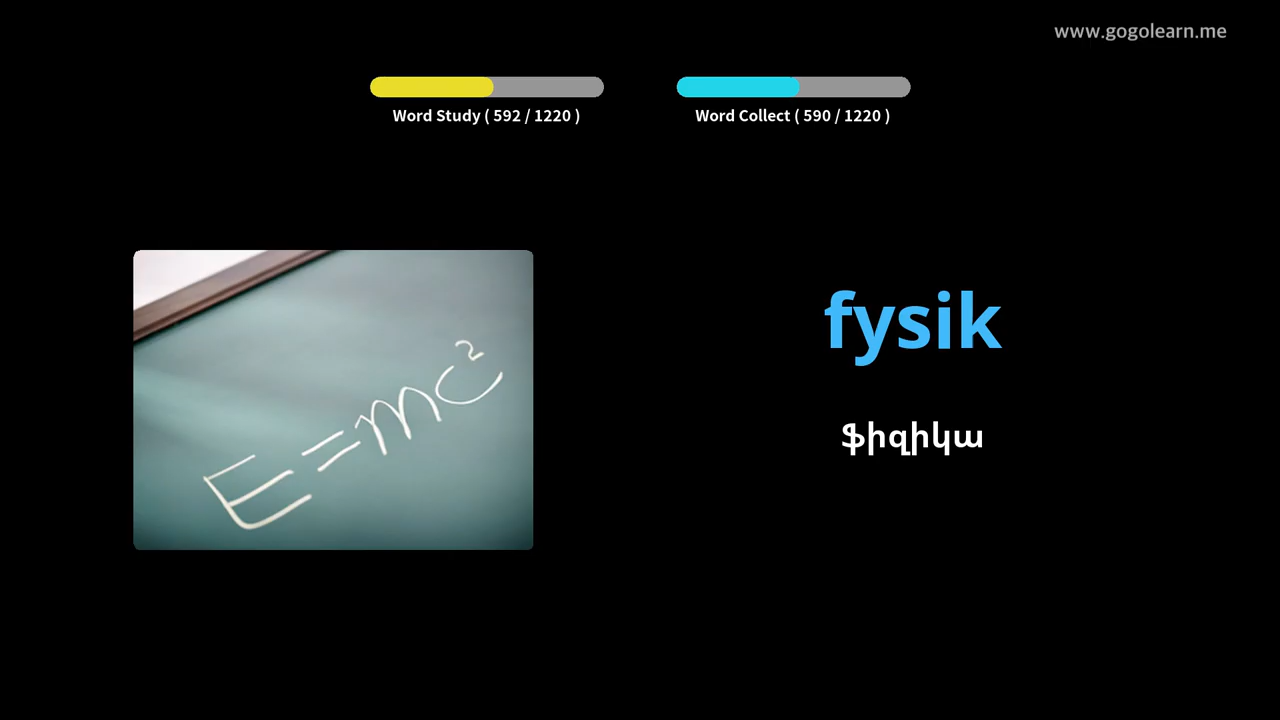 www.gogolearn.me
Word Study ( 592 / 1220 )
Word Collect ( 590 / 1220 )
E=mc²
fysik
ֆիզիկա